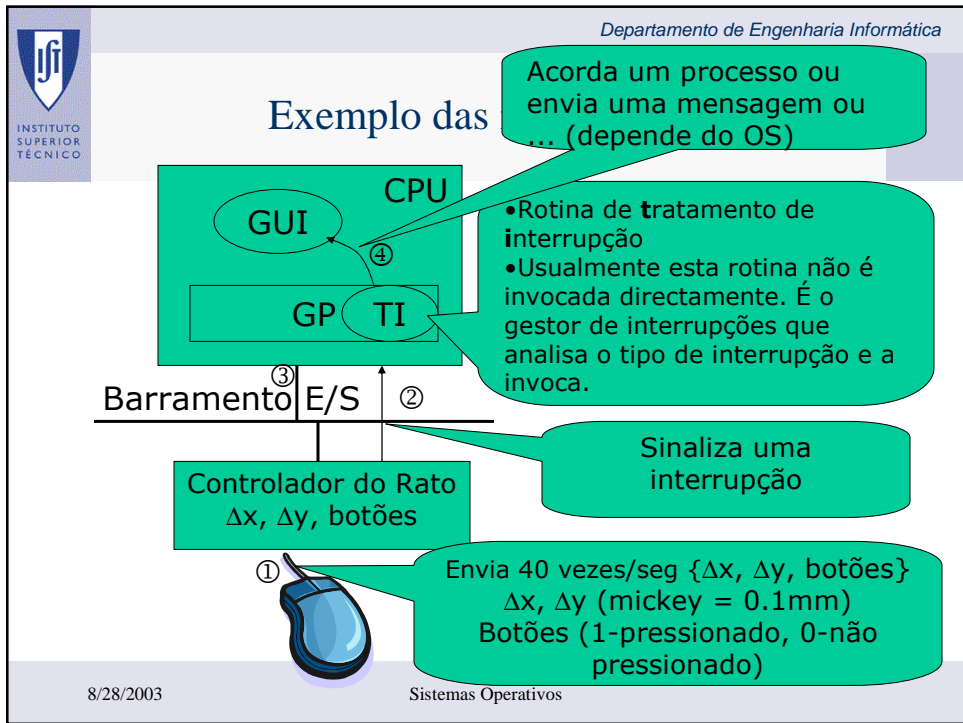 Departamento de Engenharia Informática
INSTITUTO
SUPERIOR
TÉCNICO
Exemplo das
Acorda um processo ou
envia uma mensagem ou
... (depende do OS)
CPU
GUI
④
GP TI
•Rotina de tratamento de
interrupção
•Usualmente esta rotina não é
invocada directamente. É o
gestor de interrupções que
analisa o tipo de interrupção e a
invoca.
③
Barramento E/S ②
Sinaliza uma
interrupção
Controlador do Rato
Δx, Δy, botões
①
Envia 40 vezes/seg {Δx, Δy, botões}
Δx, Δy (mickey = 0.1mm)
Botões (1-pressionado, 0-não
pressionado)
8/28/2003 Sistemas Operativos